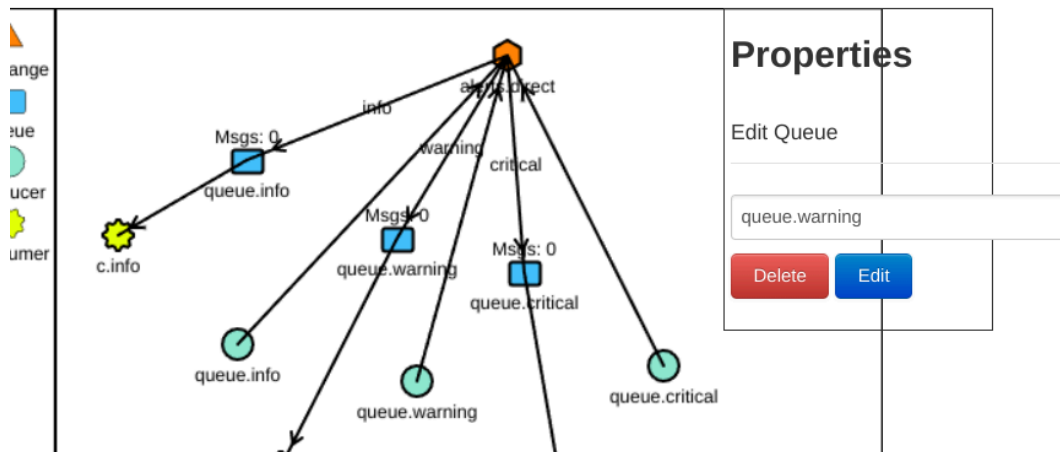 ange
eue
ucer
umer
alerts.direct
info
Msgs: 0
queue.info
c.info
warning
critical
Msgs: 0
queue.warning
Msgs: 0
queue.critical
queue.info
queue.warning
queue.critical
Properties
Edit Queue
queue.warning
Delete Edit